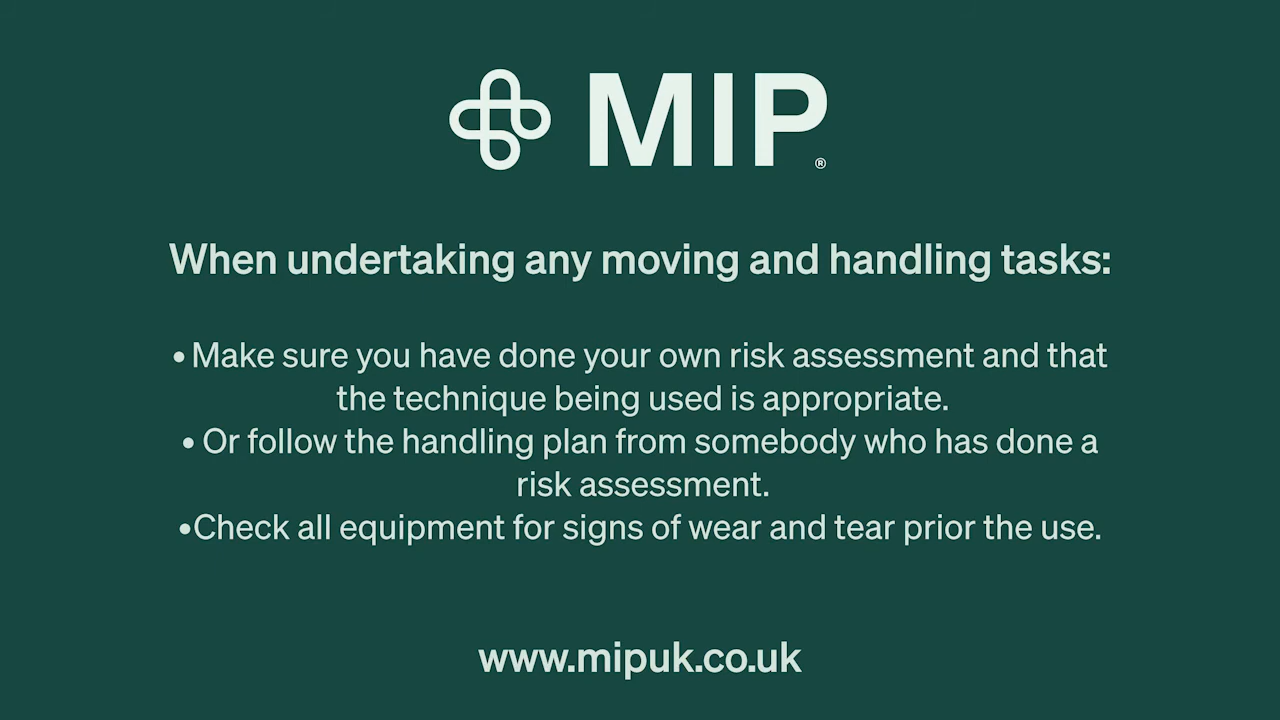 MIP®
When undertaking any moving and handling tasks:
• Make sure you have done your own risk assessment and that
the technique being used is appropriate.
• Or follow the handling plan from somebody who has done a
risk assessment.
•Check all equipment for signs of wear and tear prior the use.
www.mipuk.co.uk